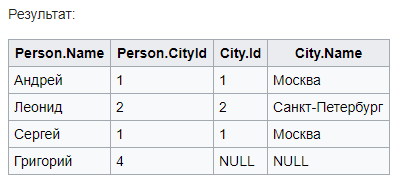 Результат:
Person.Name Person.CityId City.Id City.Name
Андрей 1 1 Москва
Леонид 2 2 Санкт-Петербург
Сергей 1 1 Москва
Григорий 4 NULL NULL